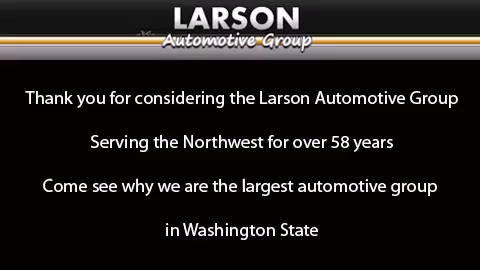 LARSON
Automotive Group
Thank you for considering the Larson Automotive Group
Serving the Northwest for over 58 years
Come see why we are the largest automotive group
in Washington State